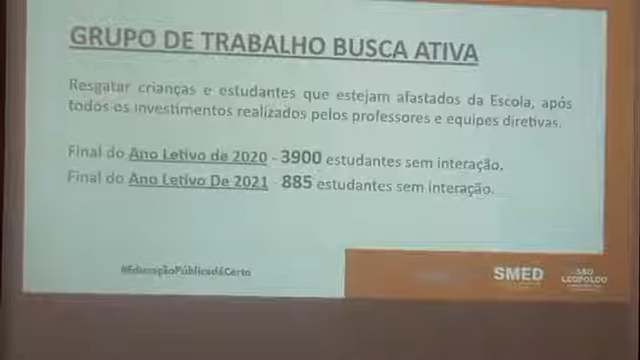 GRUPO DE TRABALHO BUSCA ATIVA
Resgatar crianças e estudantes que estejam afastados da Escola, após
todos os investimentos realizados pelos professores e equipes diretivas.
Final do Ano Letivo de 2020 - 3900 estudantes sem interação.
Final do Ano Letivo De 2021 - 885 estudantes sem interação.
#EducaçãoPúblicadáCerto
SMED
SÃO
LEOPOLDO